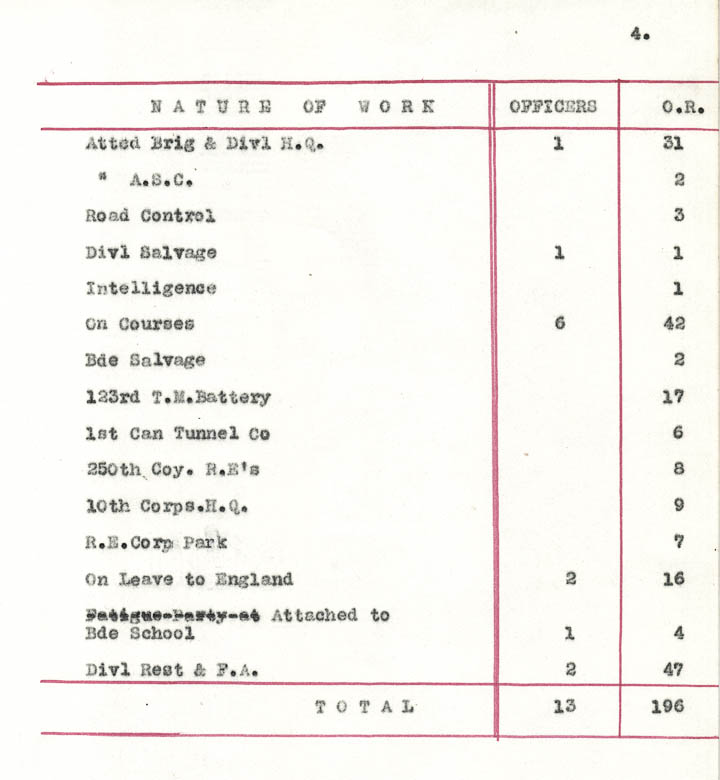 4.
NATURE OF WORK OFFICERS O.R.
Atted Brig & Divl H.Q. 1 31
" A.S.C. 2
Road Control 3
Divl Salvage 1 1
Intelligence 1
On Courses 6 42
Bde Salvage 2
123rd T.M.Battery 17
1st Can Tunnel Co 6
250th Coy. R.E's 8
10th Corps.H.Q. 9
R.E.Corp Park 7
On Leave to England 2 16
Fatigue-Party-at Attached to
Bde School 1 4
Divl Rest & F.A. 2 47
TOTAL 13 196